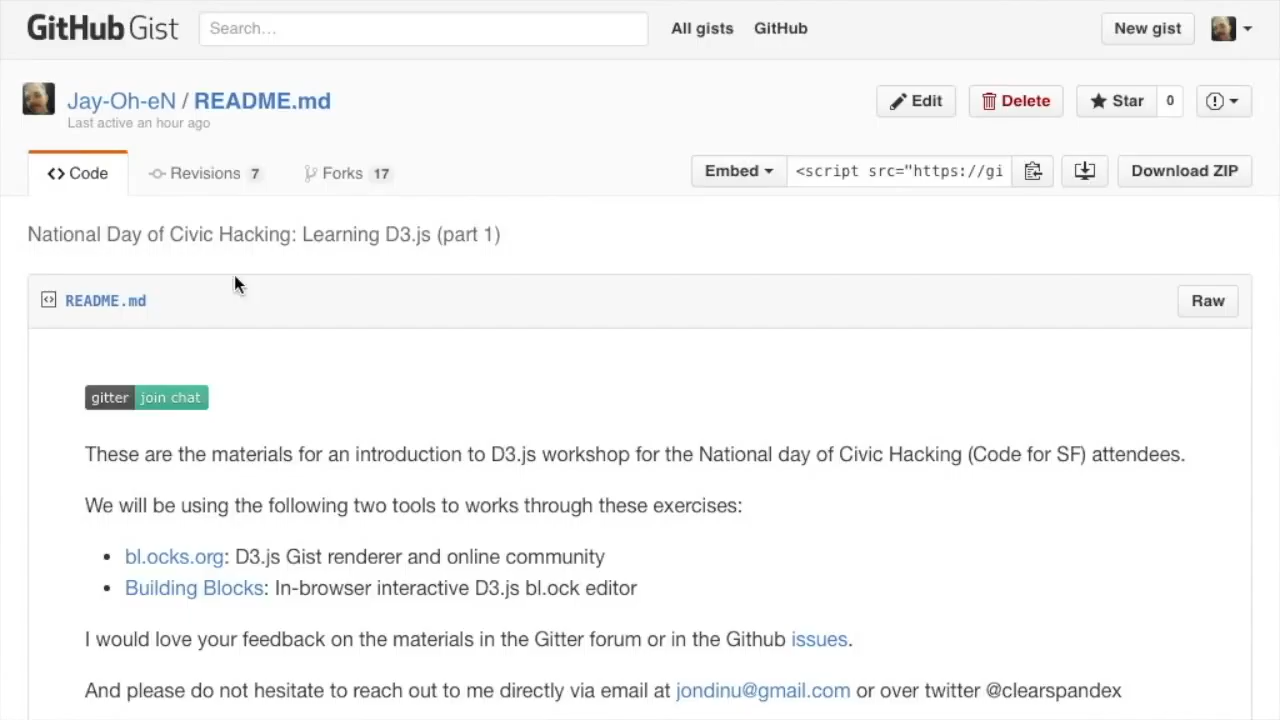 GitHub Gist Search… All gists GitHub New gist
Jay-Oh-eN / README.md Edit Delete Star 0
Last active an hour ago
Code Revisions 7 Forks 17 Embed <script src="https://gi Download ZIP
National Day of Civic Hacking: Learning D3.js (part 1)
README.md Raw
gitter join chat
These are the materials for an introduction to D3.js workshop for the National day of Civic Hacking (Code for SF) attendees.
We will be using the following two tools to works through these exercises:
• bl.ocks.org: D3.js Gist renderer and online community
• Building Blocks: In-browser interactive D3.js bl.ock editor
I would love your feedback on the materials in the Gitter forum or in the Github issues.
And please do not hesitate to reach out to me directly via email at jondinu@gmail.com or over twitter @clearspandex